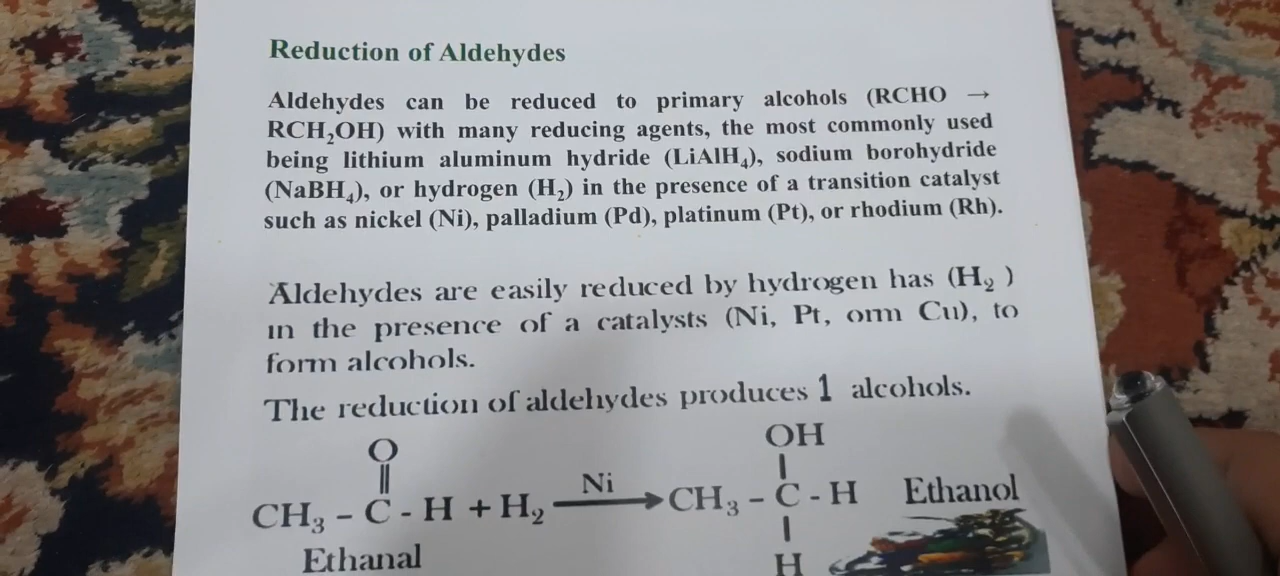 Reduction of Aldehydes
Aldehydes can be reduced to primary alcohols (RCHO →
RCH₂OH) with many reducing agents, the most commonly used
being lithium aluminum hydride (LiAlH₄), sodium borohydride
(NaBH₄), or hydrogen (H₂) in the presence of a transition catalyst
such as nickel (Ni), palladium (Pd), platinum (Pt), or rhodium (Rh).
Aldehydes are easily reduced by hydrogen has (H₂ )
in the presence of a catalysts (Ni, Pt, orm Cu), to
form alcohols.
The reduction of aldehydes produces 1 alcohols.
O OH
|| |
CH₃ - C - H + H₂ Ni → CH₃ - C - H Ethanol
|
Ethanal H